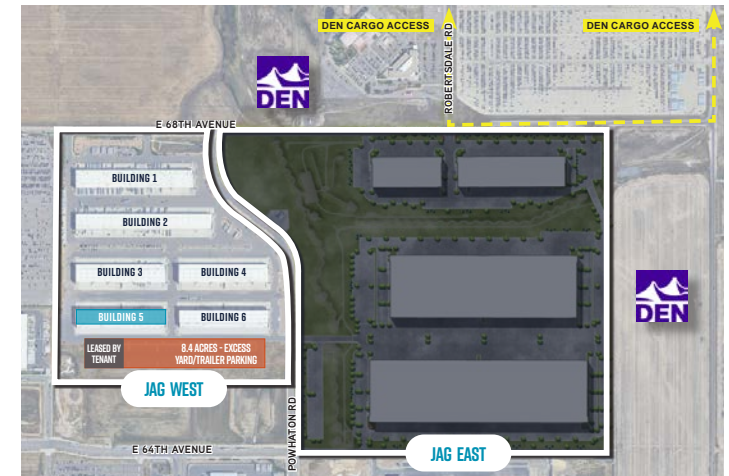 DEN CARGO ACCESS
DEN CARGO ACCESS
ROBERTSDALE RD
DEN
E 68TH AVENUE
BUILDING 1
BUILDING 2
BUILDING 3
BUILDING 4
BUILDING 5
BUILDING 6
DEN
LEASED BY
TENANT
8.4 ACRES - EXCESS
YARD/TRAILER PARKING
JAG WEST
POWHATON RD
E 64TH AVENUE
JAG EAST